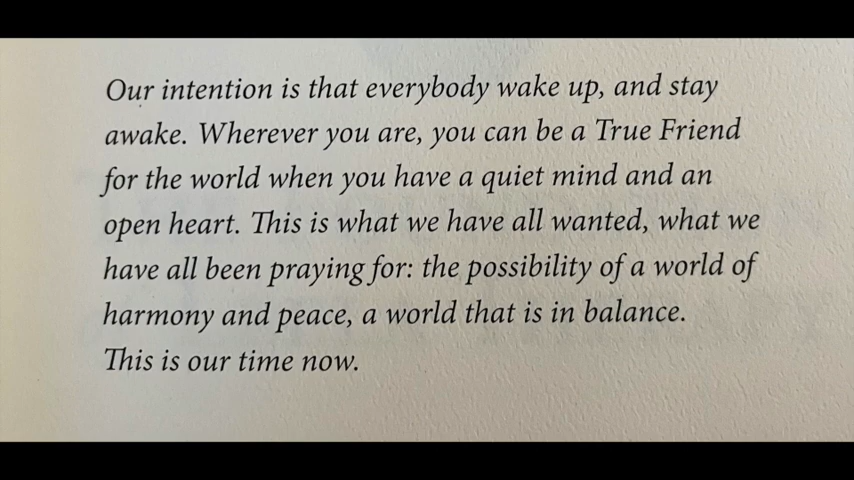 Our intention is that everybody wake up, and stay
awake. Wherever you are, you can be a True Friend
for the world when you have a quiet mind and an
open heart. This is what we have all wanted, what we
have all been praying for: the possibility of a world of
harmony and peace, a world that is in balance.
This is our time now.